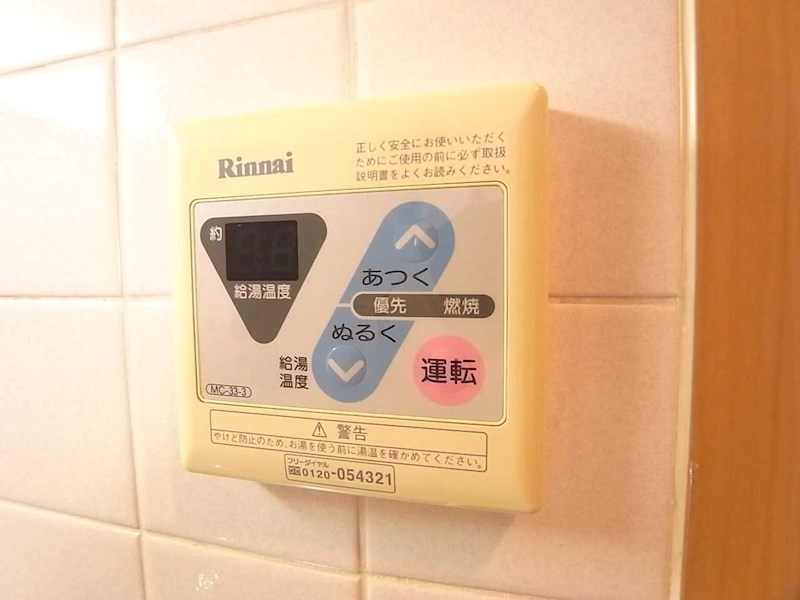 Rinnai
正しく安全にお使いいただく
ためにご使用の前に必ず取扱
説明書をよくお読みください。
約
給湯温度
あつく
優先 燃焼
ぬるく
給湯
温度
運転
MC-33-3
⚠ 警告
やけど防止のため、お湯を使う前に湯温を確かめてください。
フリーダイヤル
0120-054321